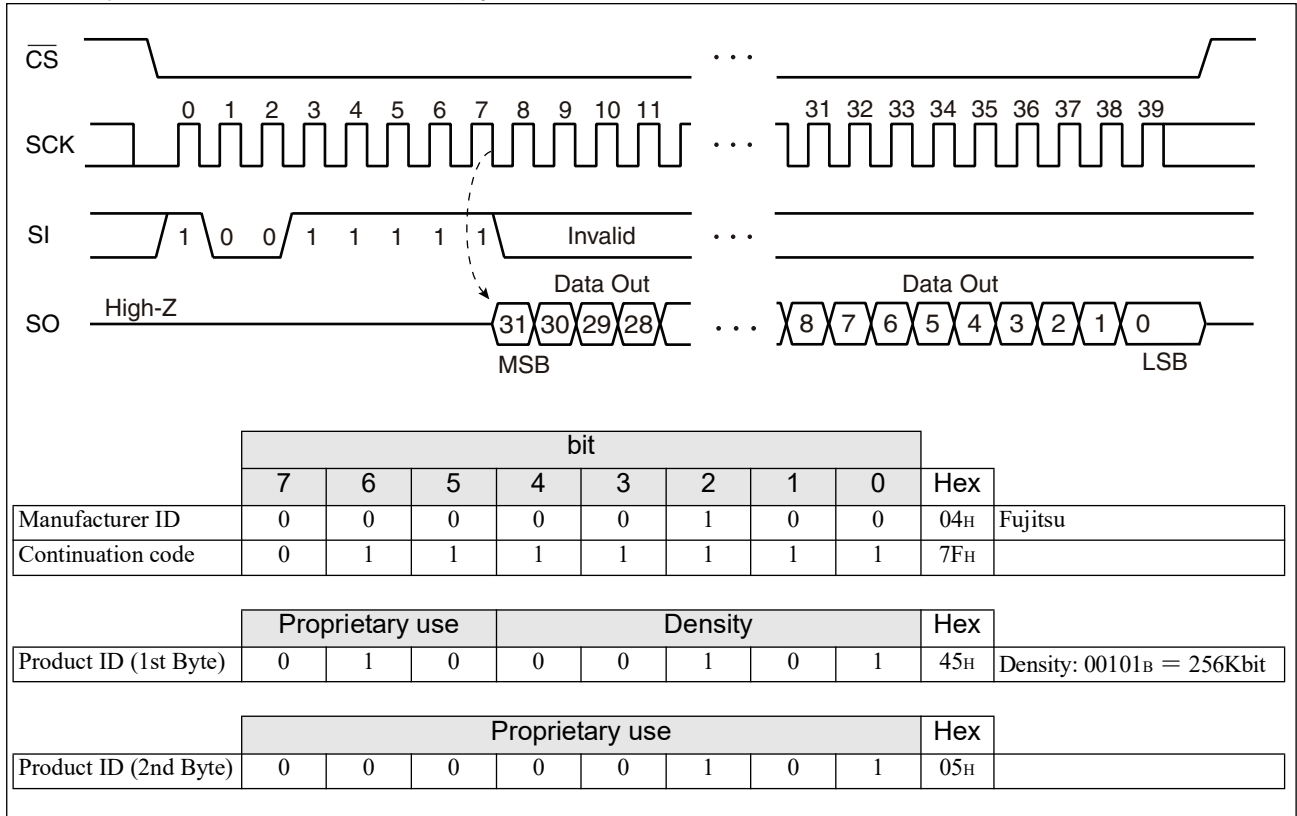 CS
· · ·
0 1 2 3 4 5 6 7 8 9 10 11 31 32 33 34 35 36 37 38 39
SCK · · ·
SI 1 0 0 1 1 1 1 1 Invalid · · ·
Data Out Data Out
High-Z
SO 31 30 29 28 · · · 8 7 6 5 4 3 2 1 0
MSB LSB
bit
7 6 5 4 3 2 1 0 Hex
Manufacturer ID 0 0 0 0 0 1 0 0 04H Fujitsu
Continuation code 0 1 1 1 1 1 1 1 7FH
Proprietary use Density Hex
Product ID (1st Byte) 0 1 0 0 0 1 0 1 45H Density: 00101B = 256Kbit
Proprietary use Hex
Product ID (2nd Byte) 0 0 0 0 0 1 0 1 05H